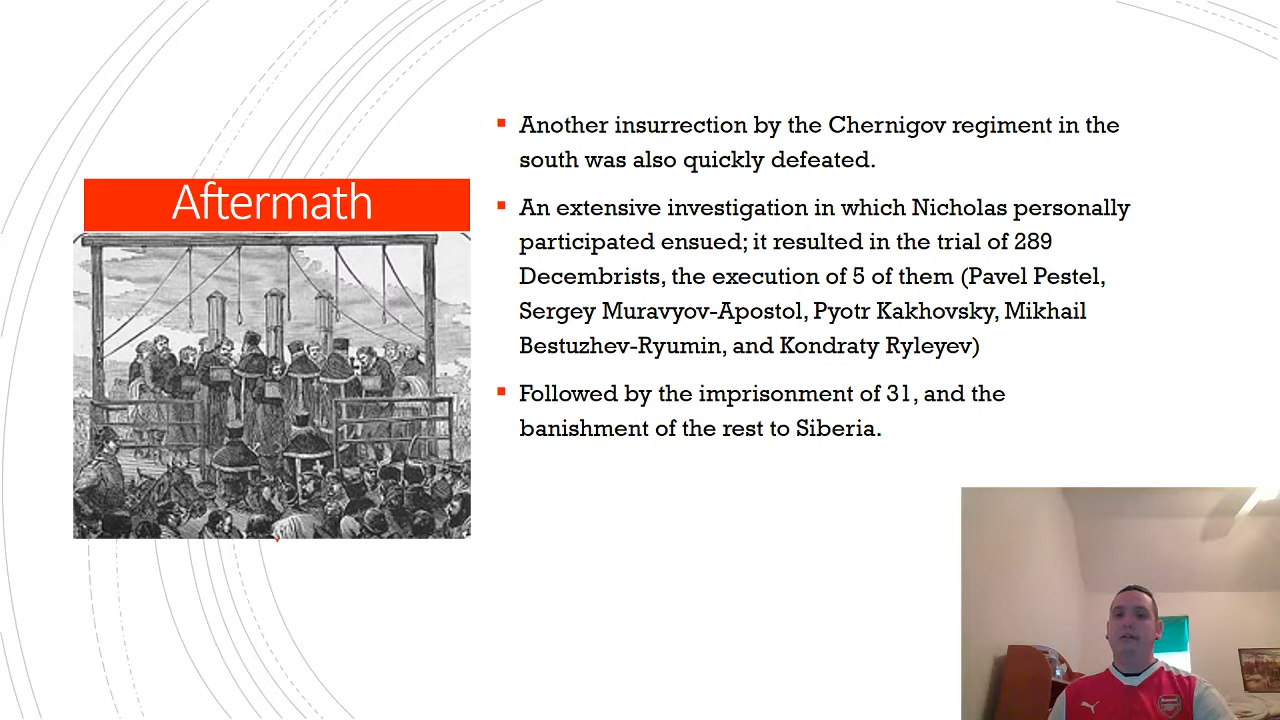 Aftermath
Another insurrection by the Chernigov regiment in the
south was also quickly defeated.
An extensive investigation in which Nicholas personally
participated ensued; it resulted in the trial of 289
Decembrists, the execution of 5 of them (Pavel Pestel,
Sergey Muravyov-Apostol, Pyotr Kakhovsky, Mikhail
Bestuzhev-Ryumin, and Kondraty Ryleyev)
Followed by the imprisonment of 31, and the
banishment of the rest to Siberia.